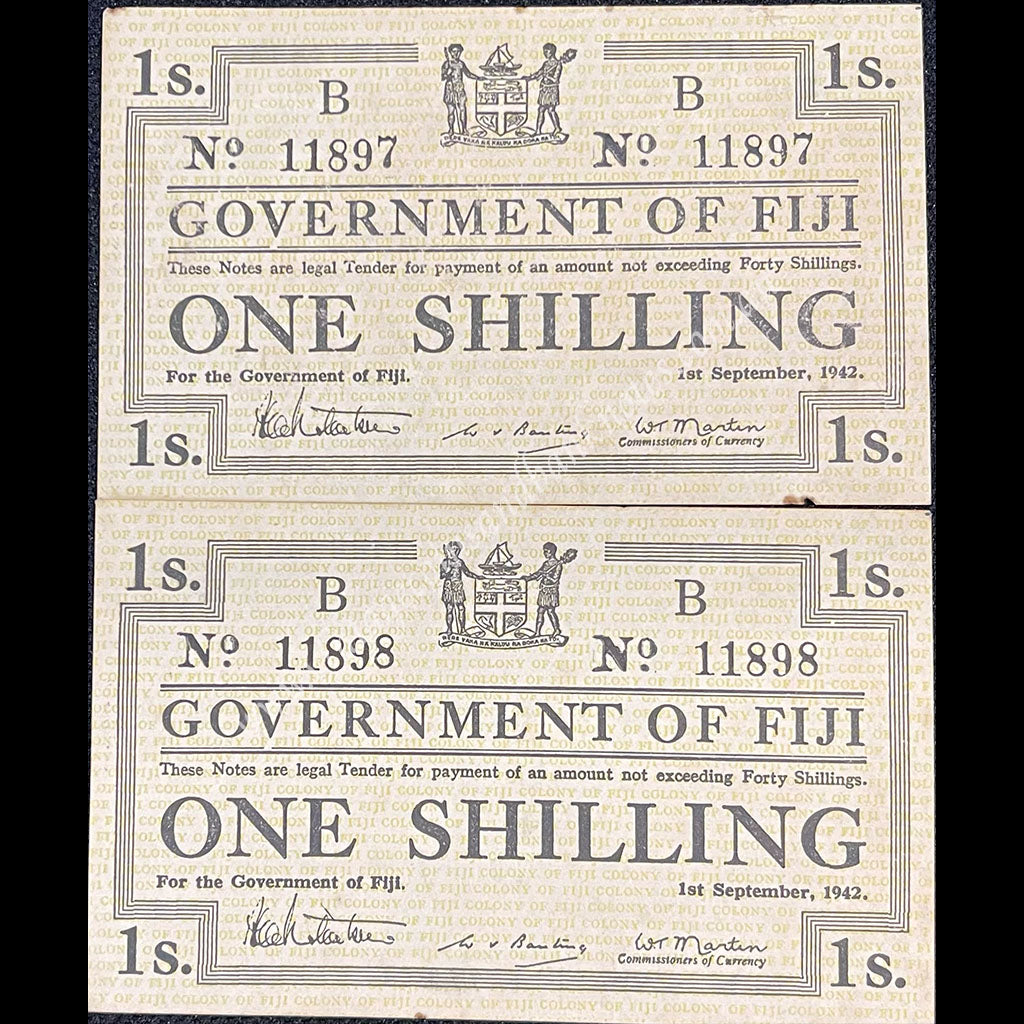 1s. 1s.
B B
Nº 11897 Nº 11897
GOVERNMENT OF FIJI
These Notes are legal Tender for payment of an amount not exceeding Forty Shillings.
ONE SHILLING
For the Government of Fiji. 1st September, 1942.
W T Martin
Commissioners of Currency
1s. 1s.
1s. 1s.
B B
Nº 11898 Nº 11898
GOVERNMENT OF FIJI
These Notes are legal Tender for payment of an amount not exceeding Forty Shillings.
ONE SHILLING
For the Government of Fiji. 1st September, 1942.
W T Martin
Commissioners of Currency
1s. 1s.